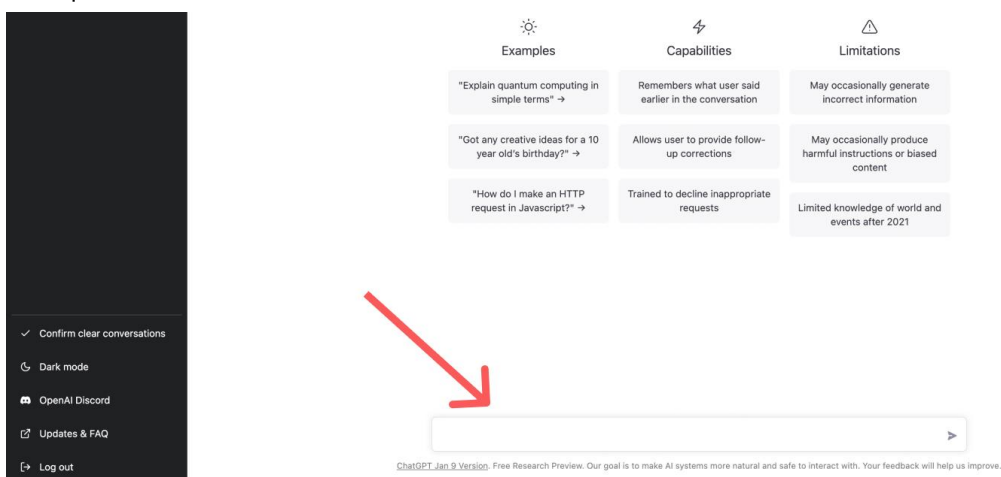 Examples
Capabilities
Limitations
"Explain quantum computing in
simple terms" →
Remembers what user said
earlier in the conversation
May occasionally generate
incorrect information
"Got any creative ideas for a 10
year old's birthday?" →
Allows user to provide follow-
up corrections
May occasionally produce
harmful instructions or biased
content
"How do I make an HTTP
request in Javascript?" →
Trained to decline inappropriate
requests
Limited knowledge of world and
events after 2021
Confirm clear conversations
Dark mode
OpenAI Discord
Updates & FAQ
Log out
ChatGPT Jan 9 Version. Free Research Preview. Our goal is to make AI systems more natural and safe to interact with. Your feedback will help us improve.